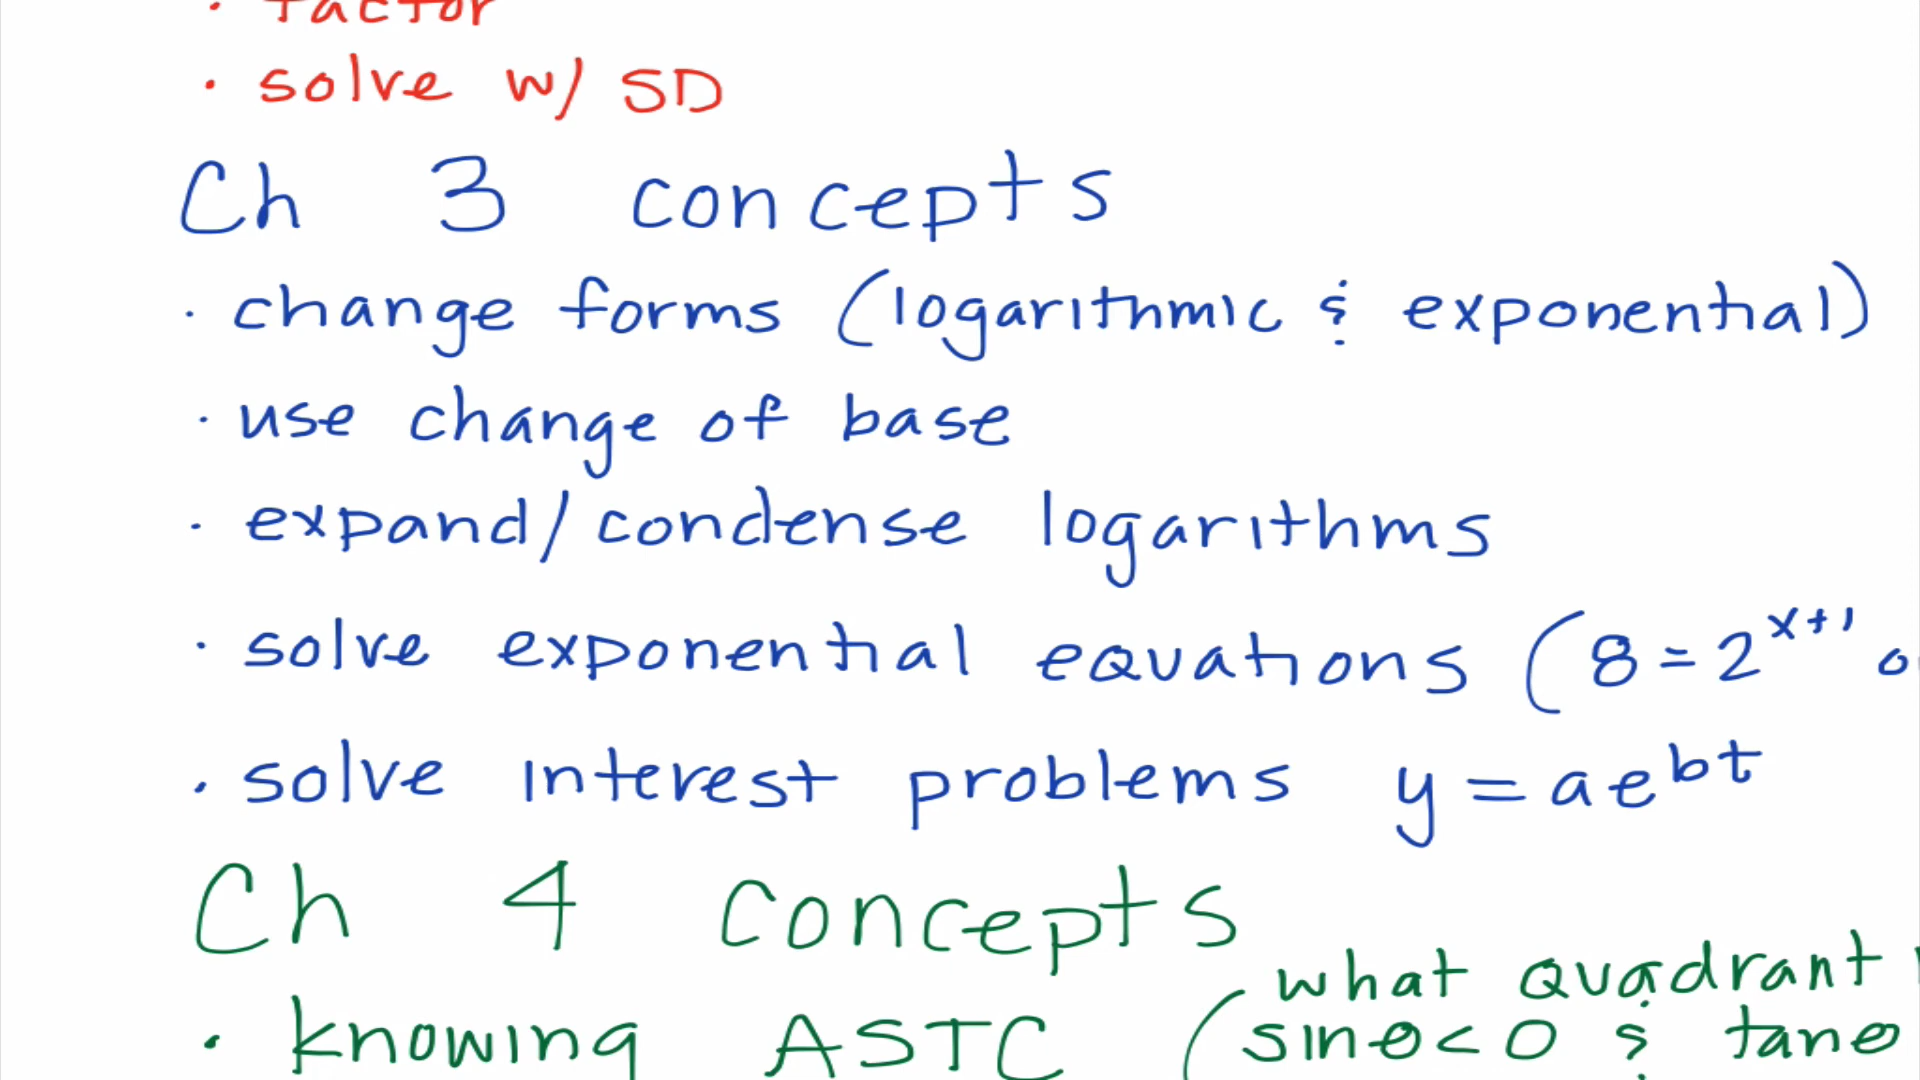 · factor
· solve w/ SD
Ch 3 concepts
· change forms (logarithmic & exponential)
· use change of base
· expand/condense logarithms
· solve exponential equations (8 = 2^x+1
· solve interest problems y = ae^bt
Ch 4 concepts
what quadrant
· knowing ASTC (sinθ<0 & tanθ